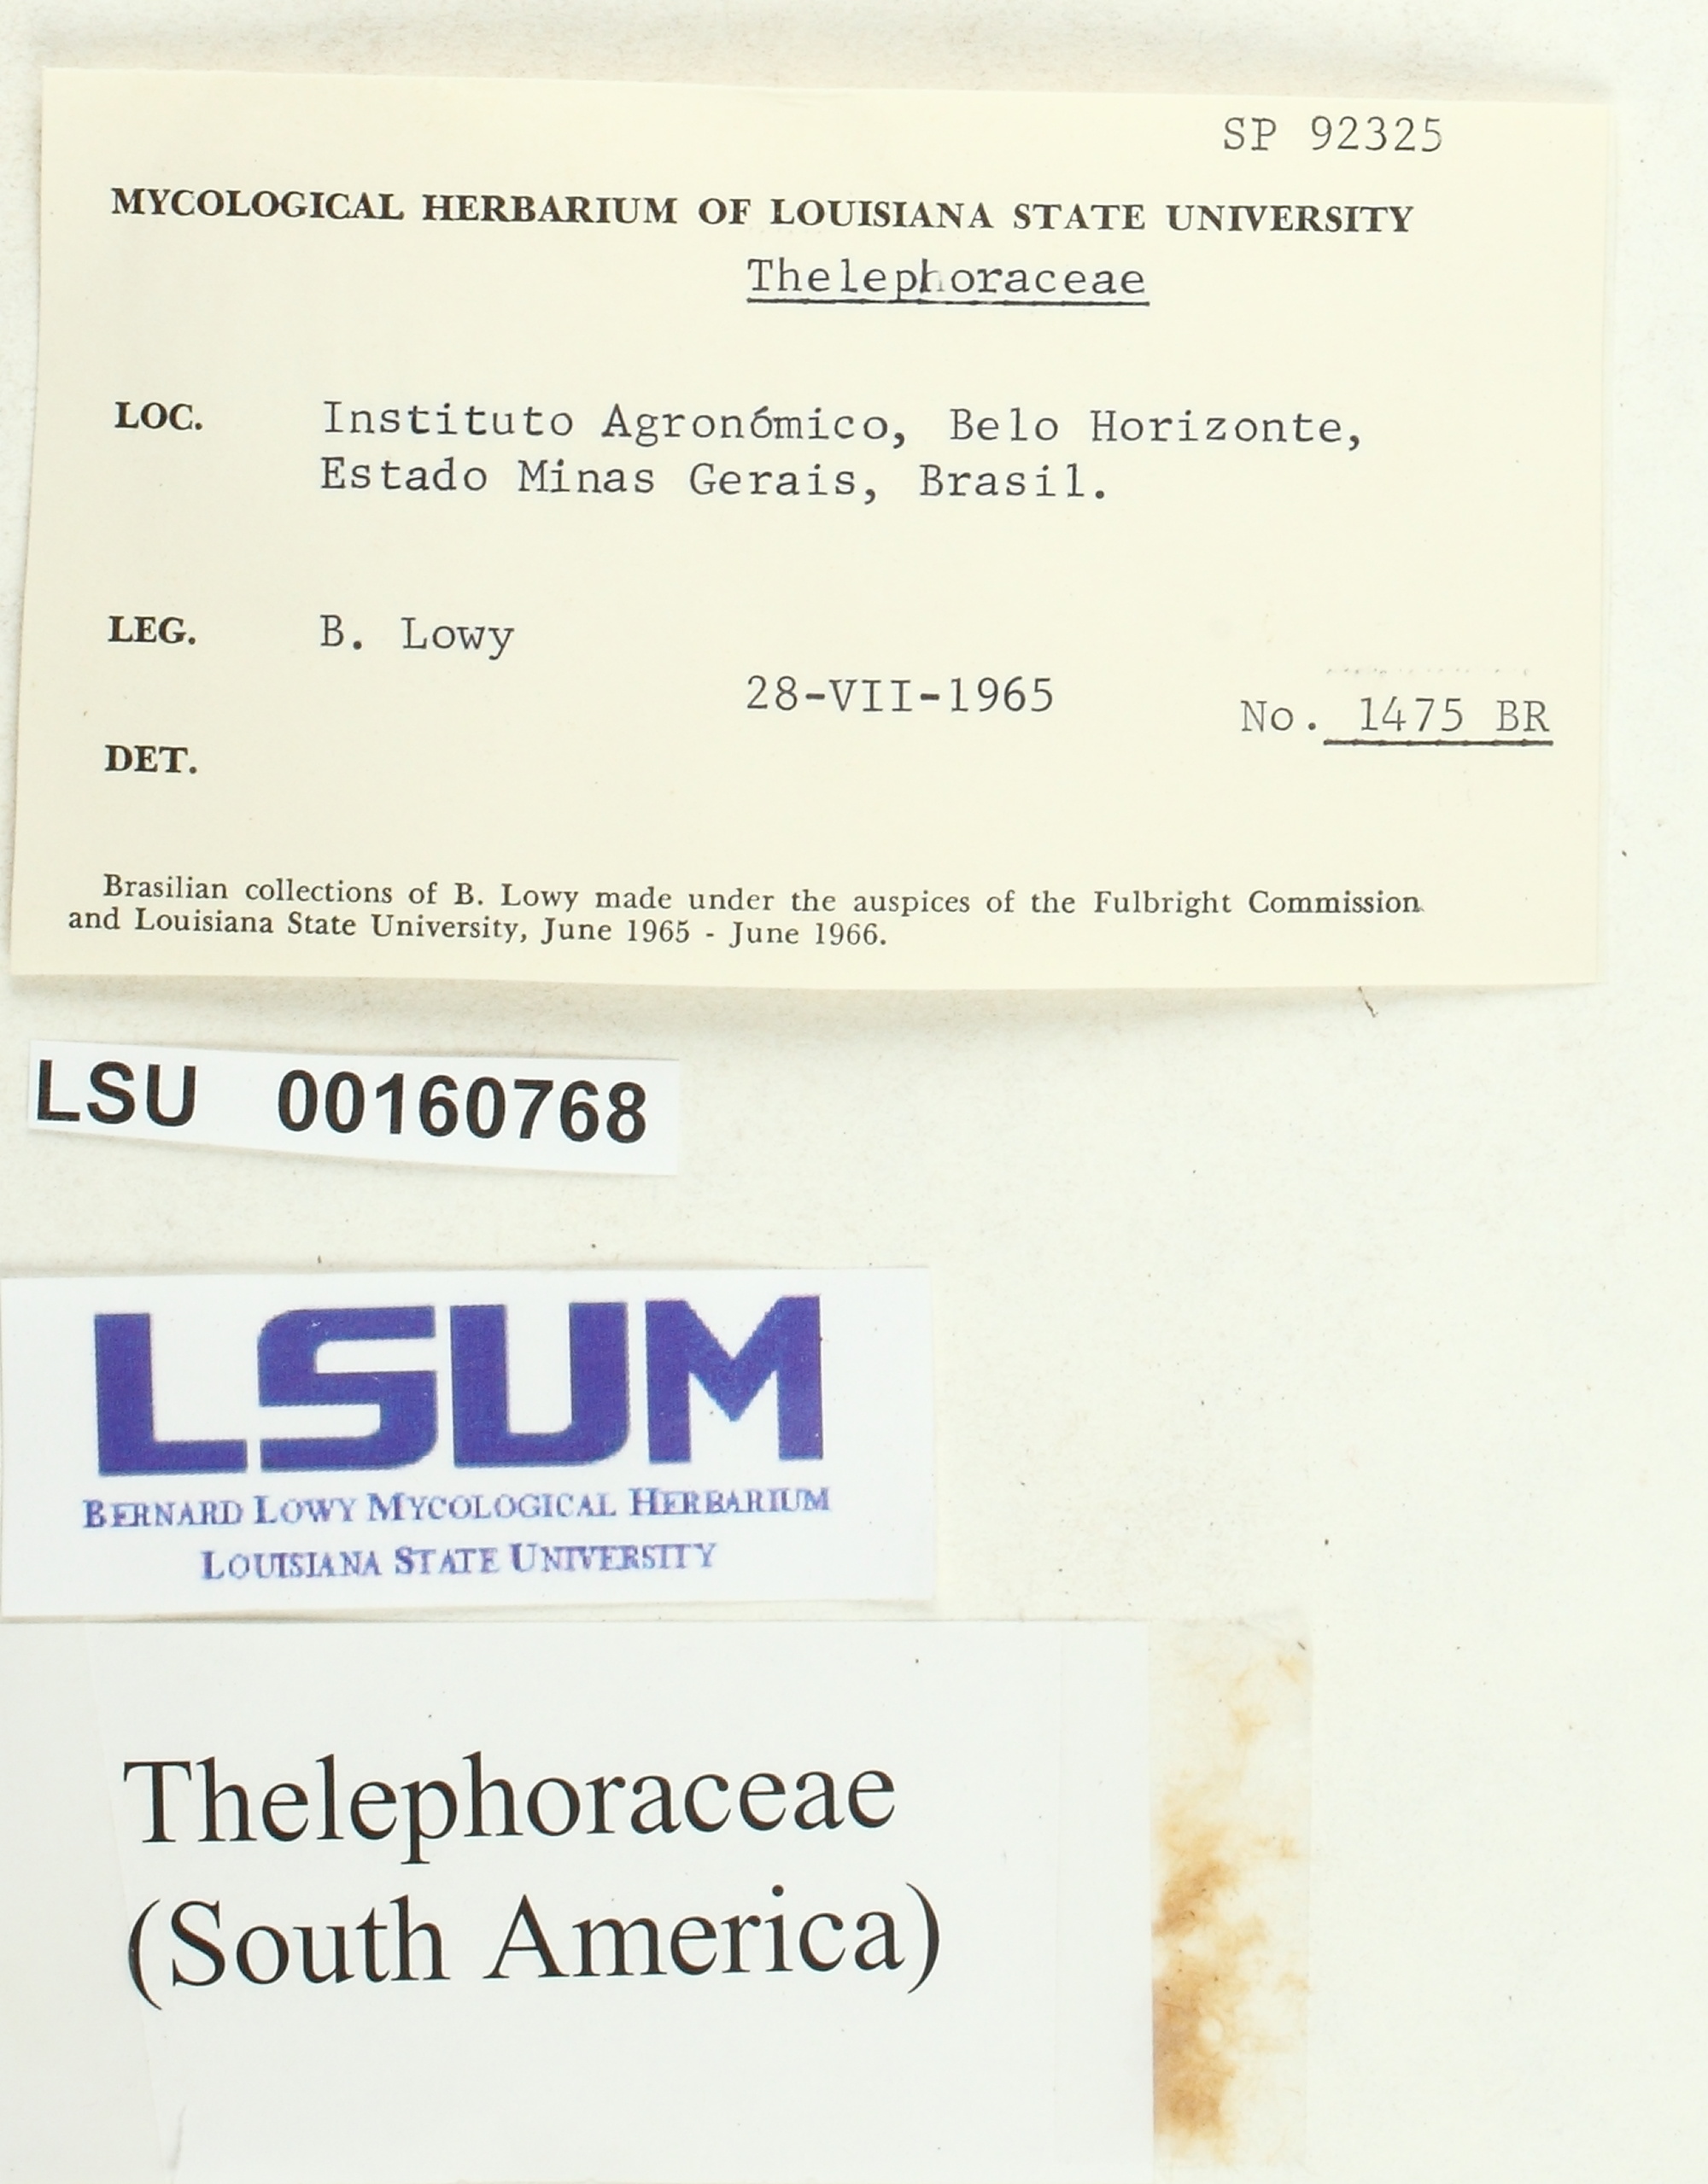 SP 92325
MYCOLOGICAL HERBARIUM OF LOUISIANA STATE UNIVERSITY
Thelephoraceae
LOC. Instituto Agronómico, Belo Horizonte,
Estado Minas Gerais, Brasil.
LEG. B. Lowy
28-VII-1965
No. 1475 BR
DET.
Brasilian collections of B. Lowy made under the auspices of the Fulbright Commission
and Louisiana State University, June 1965 - June 1966.
LSU 00160768
LSUM
BERNARD LOWY MYCOLOGICAL HERBARIUM
LOUISIANA STATE UNIVERSITY
Thelephoraceae
(South America)